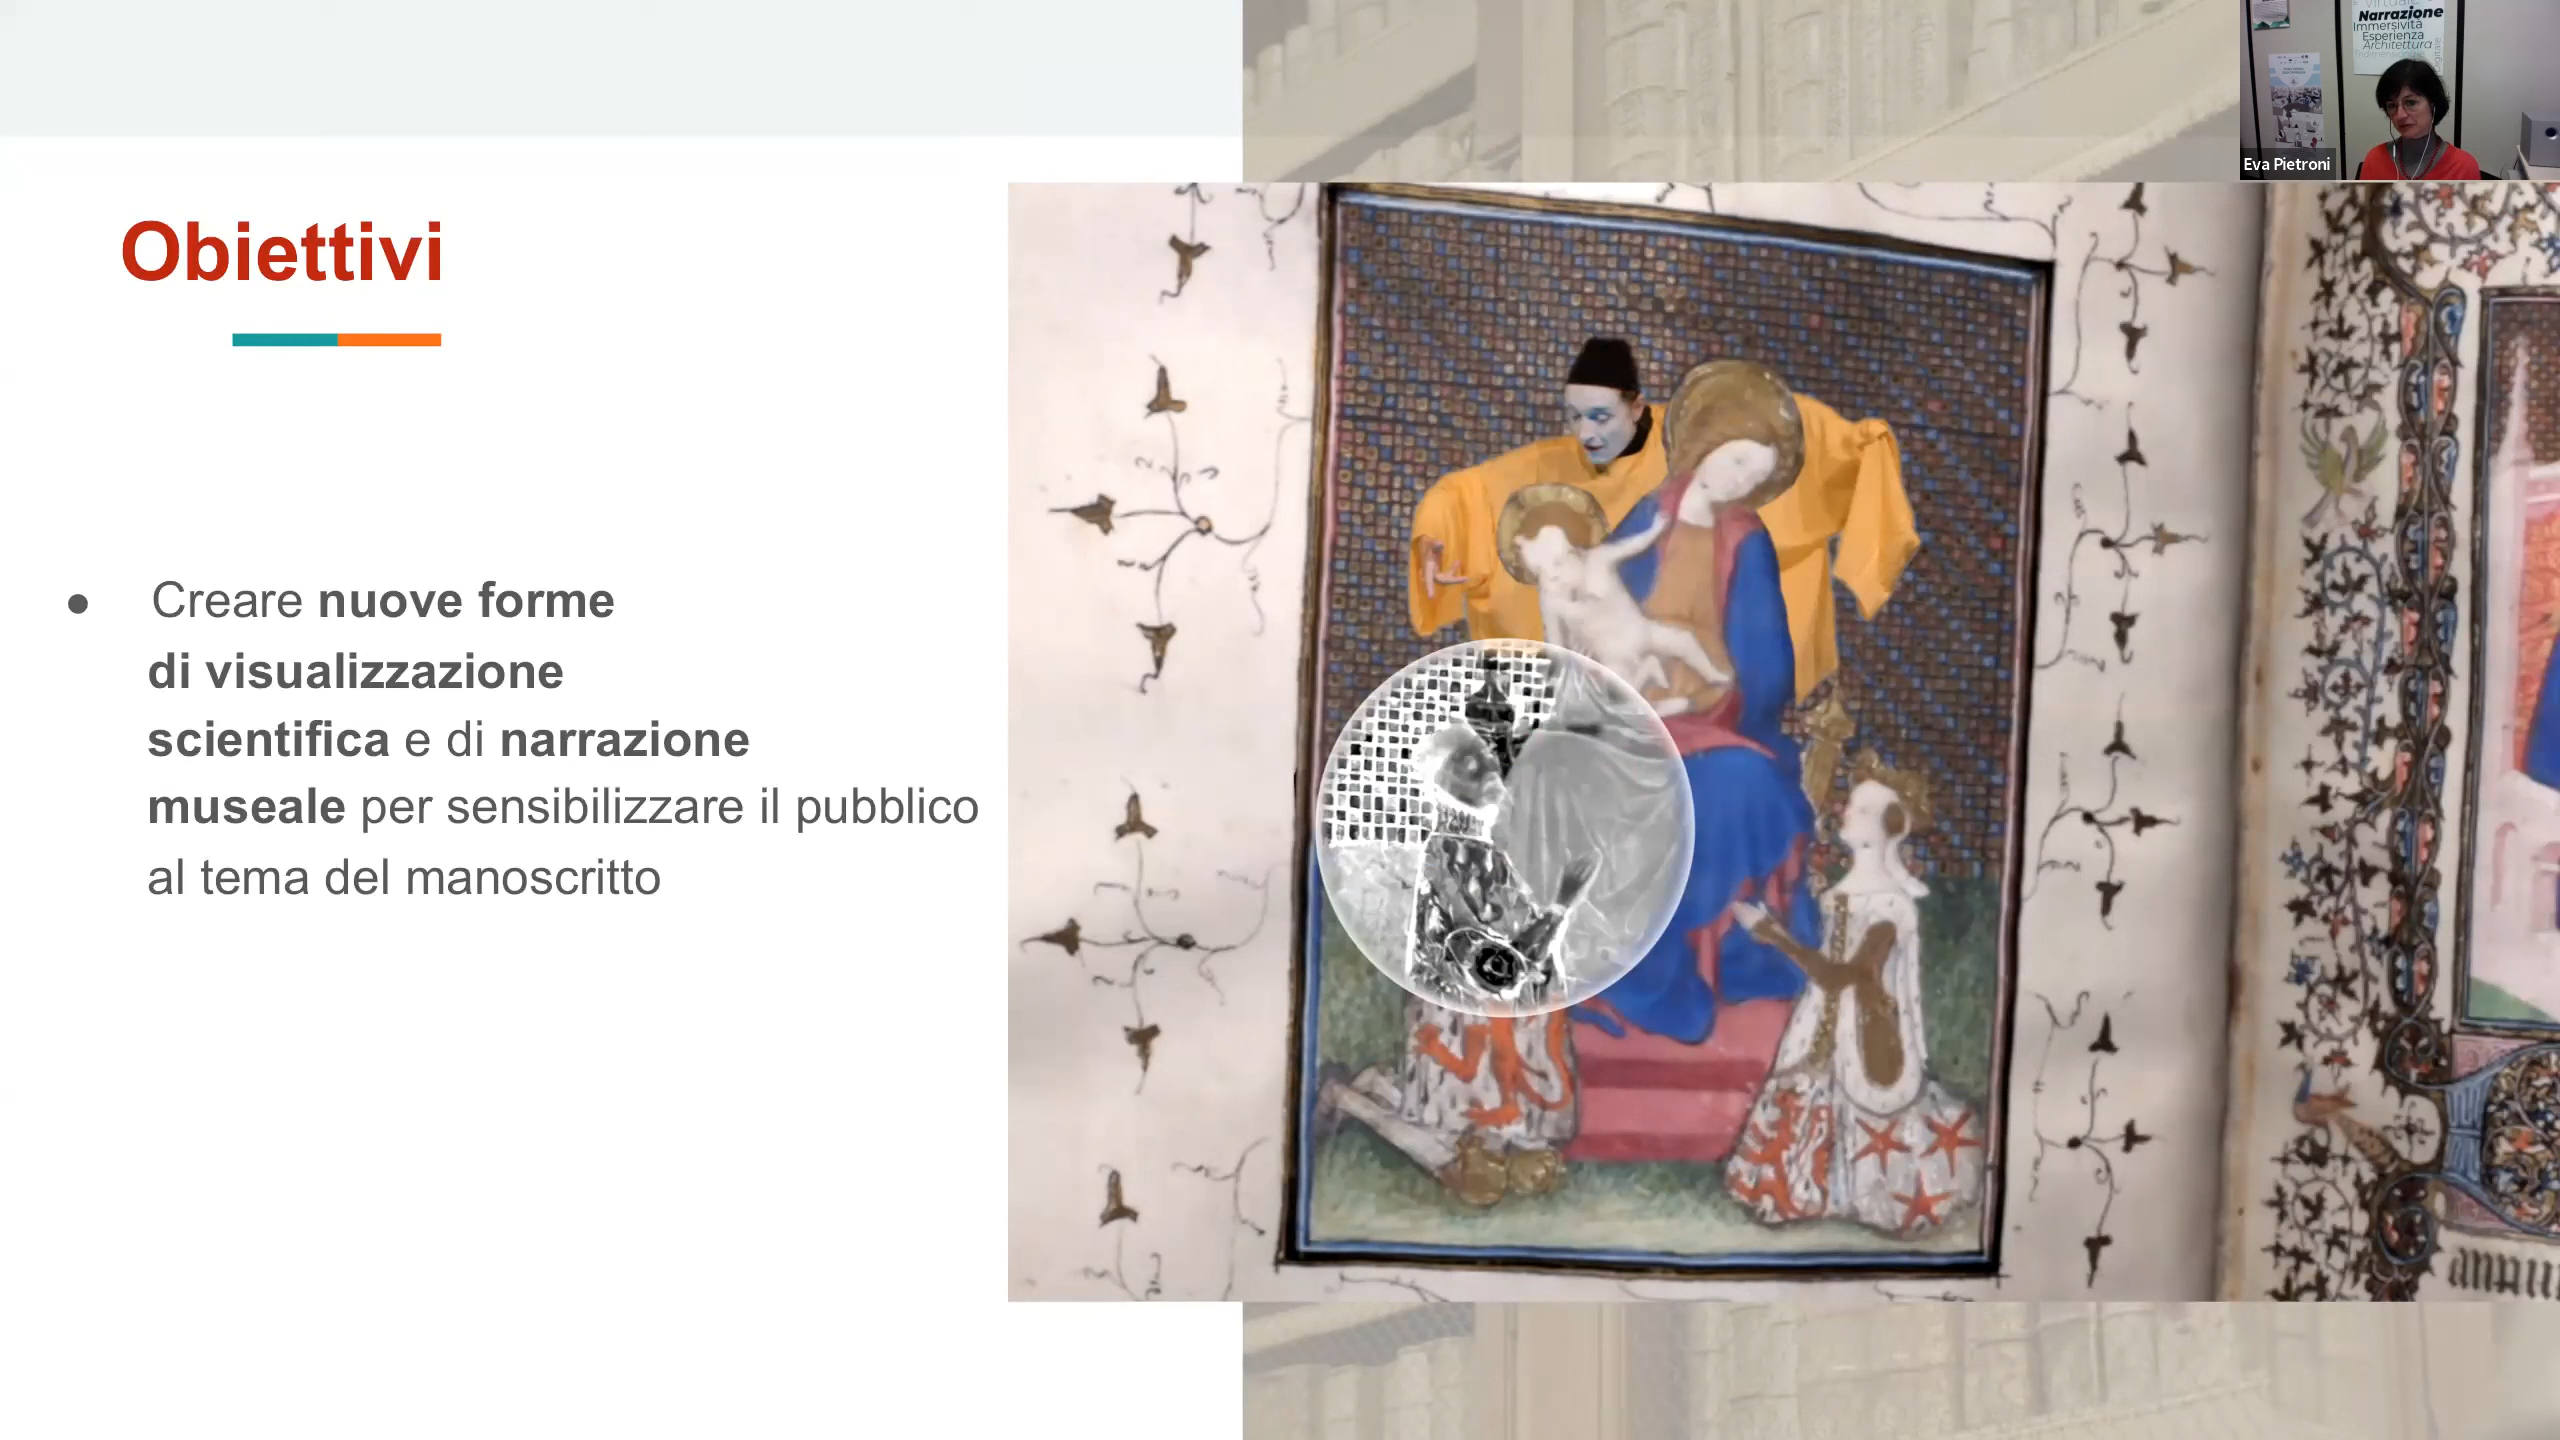 Narrazione
Immersività
Esperienza
Architettura
Eva Pietroni
Obiettivi
● Creare nuove forme
di visualizzazione
scientifica e di narrazione
museale per sensibilizzare il pubblico
al tema del manoscritto